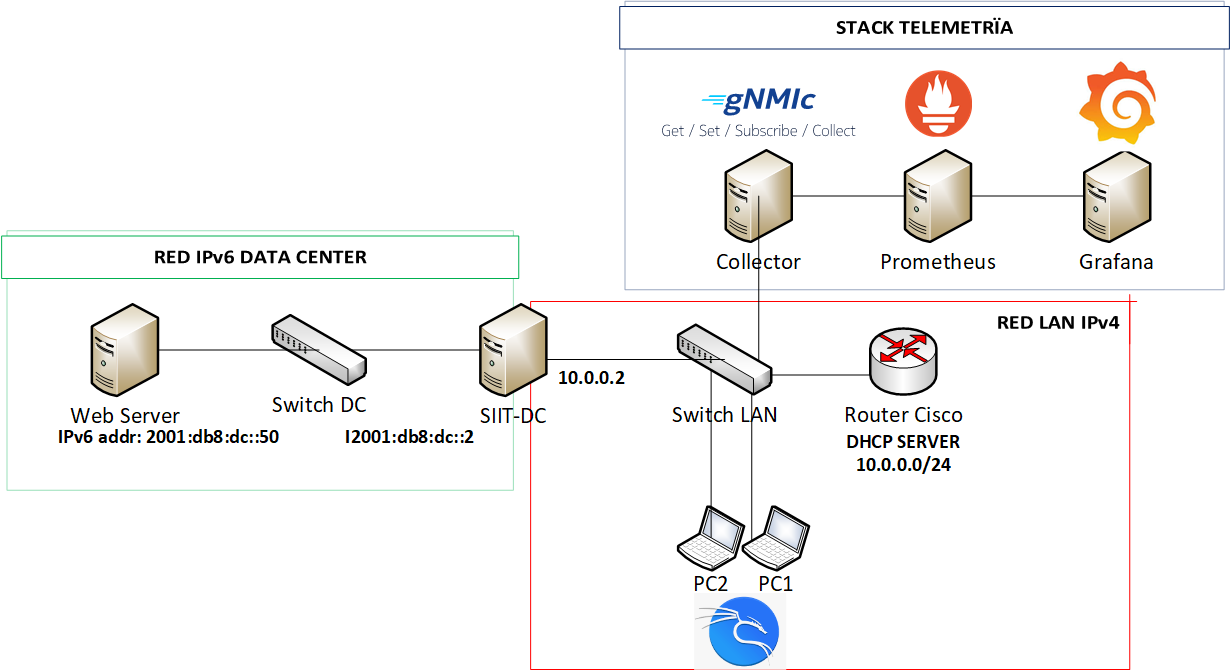 STACK TELEMETRÏA
gNMIc
Get / Set / Subscribe / Collect
Collector
Prometheus
Grafana
RED IPv6 DATA CENTER
Web Server
IPv6 addr: 2001:db8:dc::50
Switch DC
I2001:db8:dc::2
SIIT-DC
RED LAN IPv4
10.0.0.2
Switch LAN
Router Cisco
DHCP SERVER
10.0.0.0/24
PC2
PC1